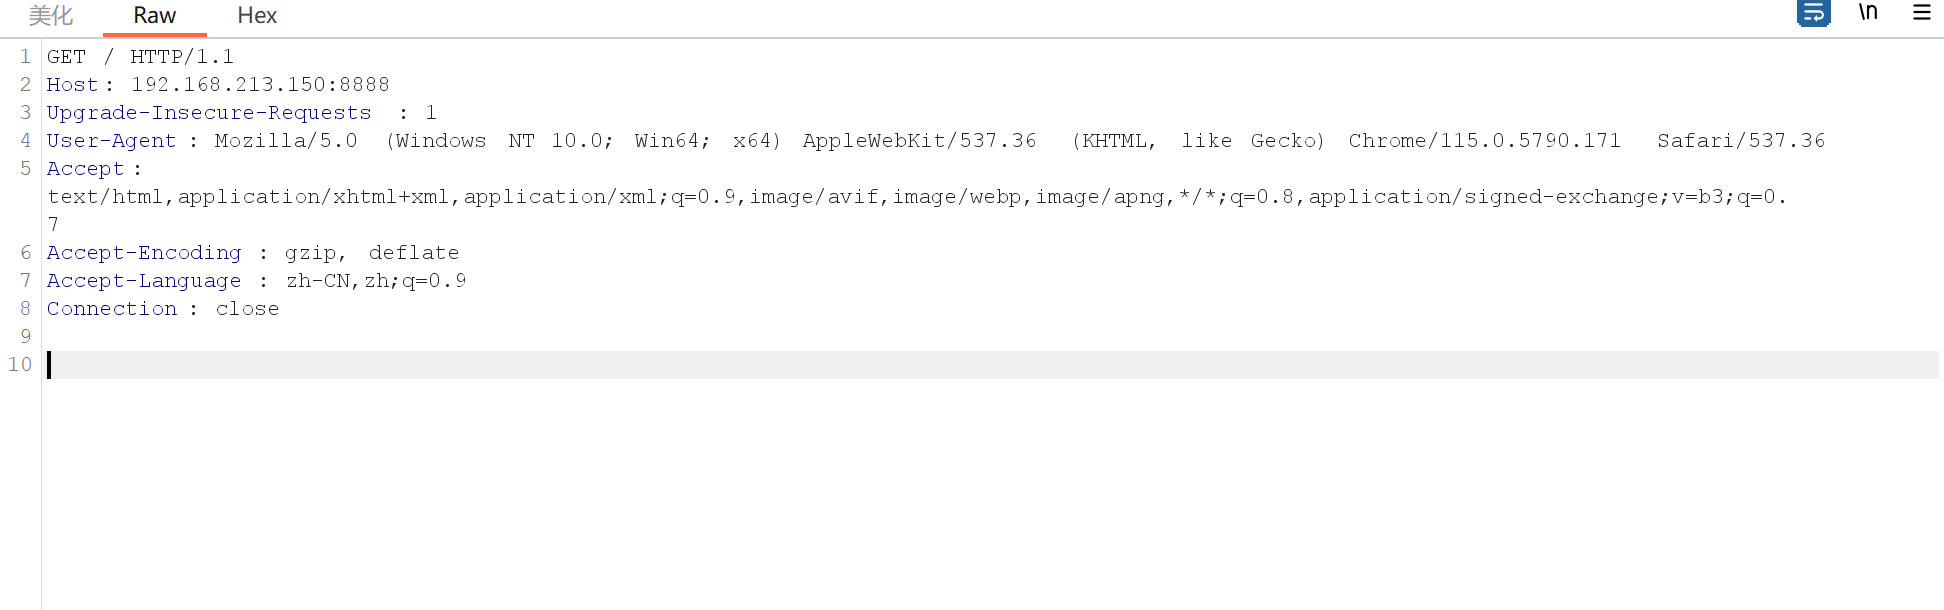 美化 Raw Hex \n
1 GET / HTTP/1.1
2 Host: 192.168.213.150:8888
3 Upgrade-Insecure-Requests : 1
4 User-Agent : Mozilla/5.0 (Windows NT 10.0; Win64; x64) AppleWebKit/537.36 (KHTML, like Gecko) Chrome/115.0.5790.171 Safari/537.36
5 Accept :
text/html,application/xhtml+xml,application/xml;q=0.9,image/avif,image/webp,image/apng,*/*;q=0.8,application/signed-exchange;v=b3;q=0.
7
6 Accept-Encoding : gzip, deflate
7 Accept-Language : zh-CN,zh;q=0.9
8 Connection : close
9
10